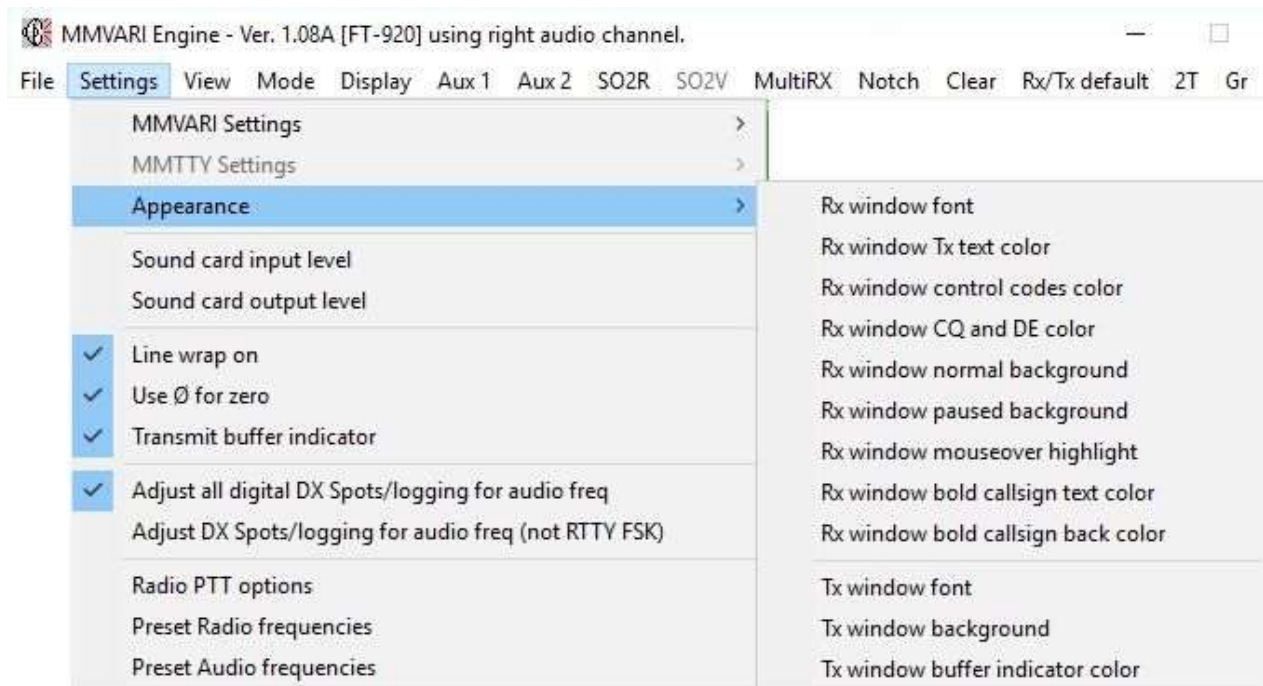 MMVARI Engine - Ver. 1.08A [FT-920] using right audio channel.
File Settings View Mode Display Aux 1 Aux 2 SO2R SO2V MultiRX Notch Clear Rx/Tx default 2T Gr
MMVARI Settings
MMTTY Settings
Appearance
Sound card input level
Sound card output level
Line wrap on
Use Ø for zero
Transmit buffer indicator
Adjust all digital DX Spots/logging for audio freq
Adjust DX Spots/logging for audio freq (not RTTY FSK)
Radio PTT options
Preset Radio frequencies
Preset Audio frequencies
Rx window font
Rx window Tx text color
Rx window control codes color
Rx window CQ and DE color
Rx window normal background
Rx window paused background
Rx window mouseover highlight
Rx window bold callsign text color
Rx window bold callsign back color
Tx window font
Tx window background
Tx window buffer indicator color